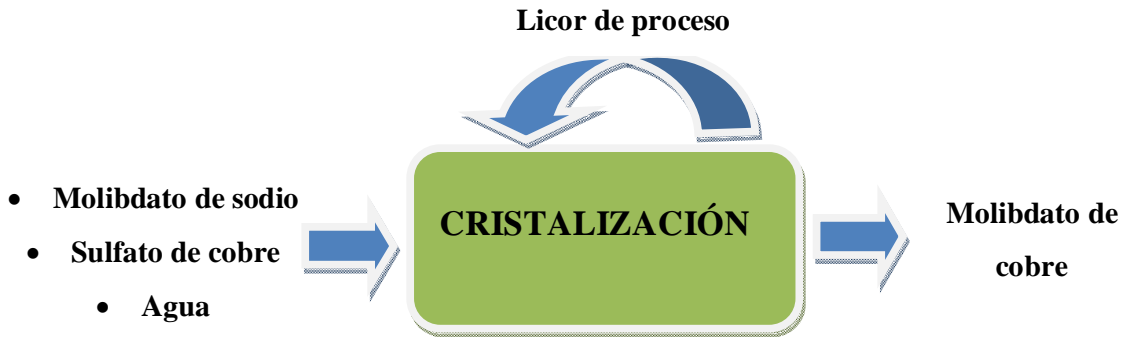 Licor de proceso
• Molibdato de sodio
• Sulfato de cobre
• Agua
CRISTALIZACIÓN
Molibdato de
cobre